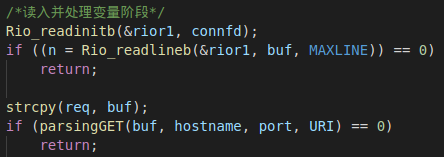 /*读入并处理变量阶段*/
Rio_readinitb(&rior1, connfd);
if ((n = Rio_readlineb(&rior1, buf, MAXLINE)) == 0)
    return;

strcpy(req, buf);
if (parsingGET(buf, hostname, port, URI) == 0)
    return;